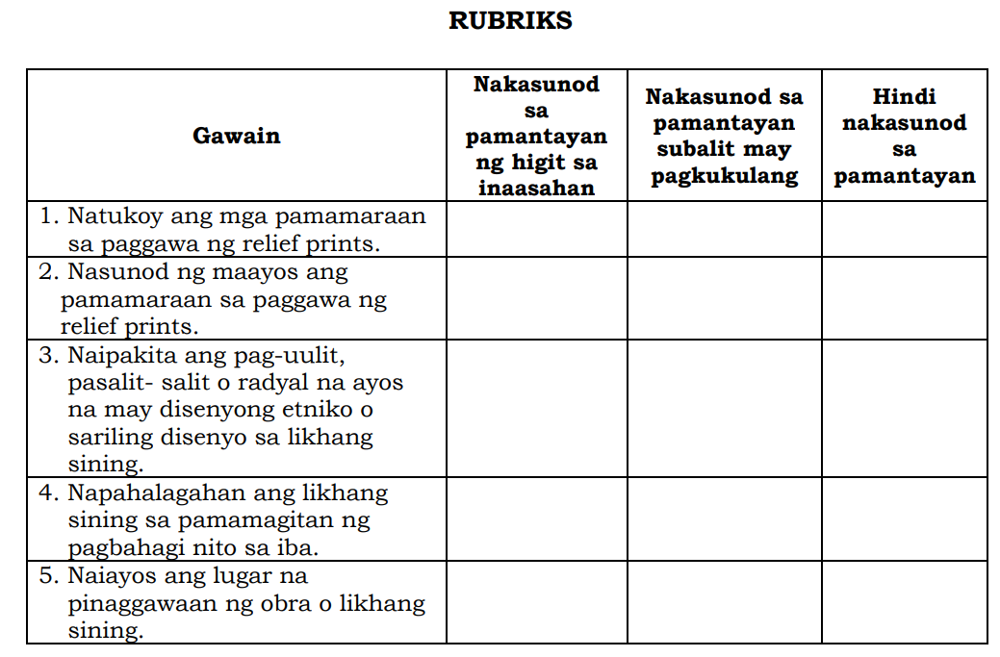 RUBRIKS
Gawain
Nakasunod
sa
pamantayan
ng higit sa
inaasahan
Nakasunod sa
pamantayan
subalit may
pagkukulang
Hindi
nakasunod
sa
pamantayan
1. Natukoy ang mga pamamaraan
sa paggawa ng relief prints.
2. Nasunod ng maayos ang
pamamaraan sa paggawa ng
relief prints.
3. Naipakita ang pag-uulit,
pasalit- salit o radyal na ayos
na may disenyong etniko o
sariling disenyo sa likhang
sining.
4. Napahalagahan ang likhang
sining sa pamamagitan ng
pagbahagi nito sa iba.
5. Naiayos ang lugar na
pinaggawaan ng obra o likhang
sining.